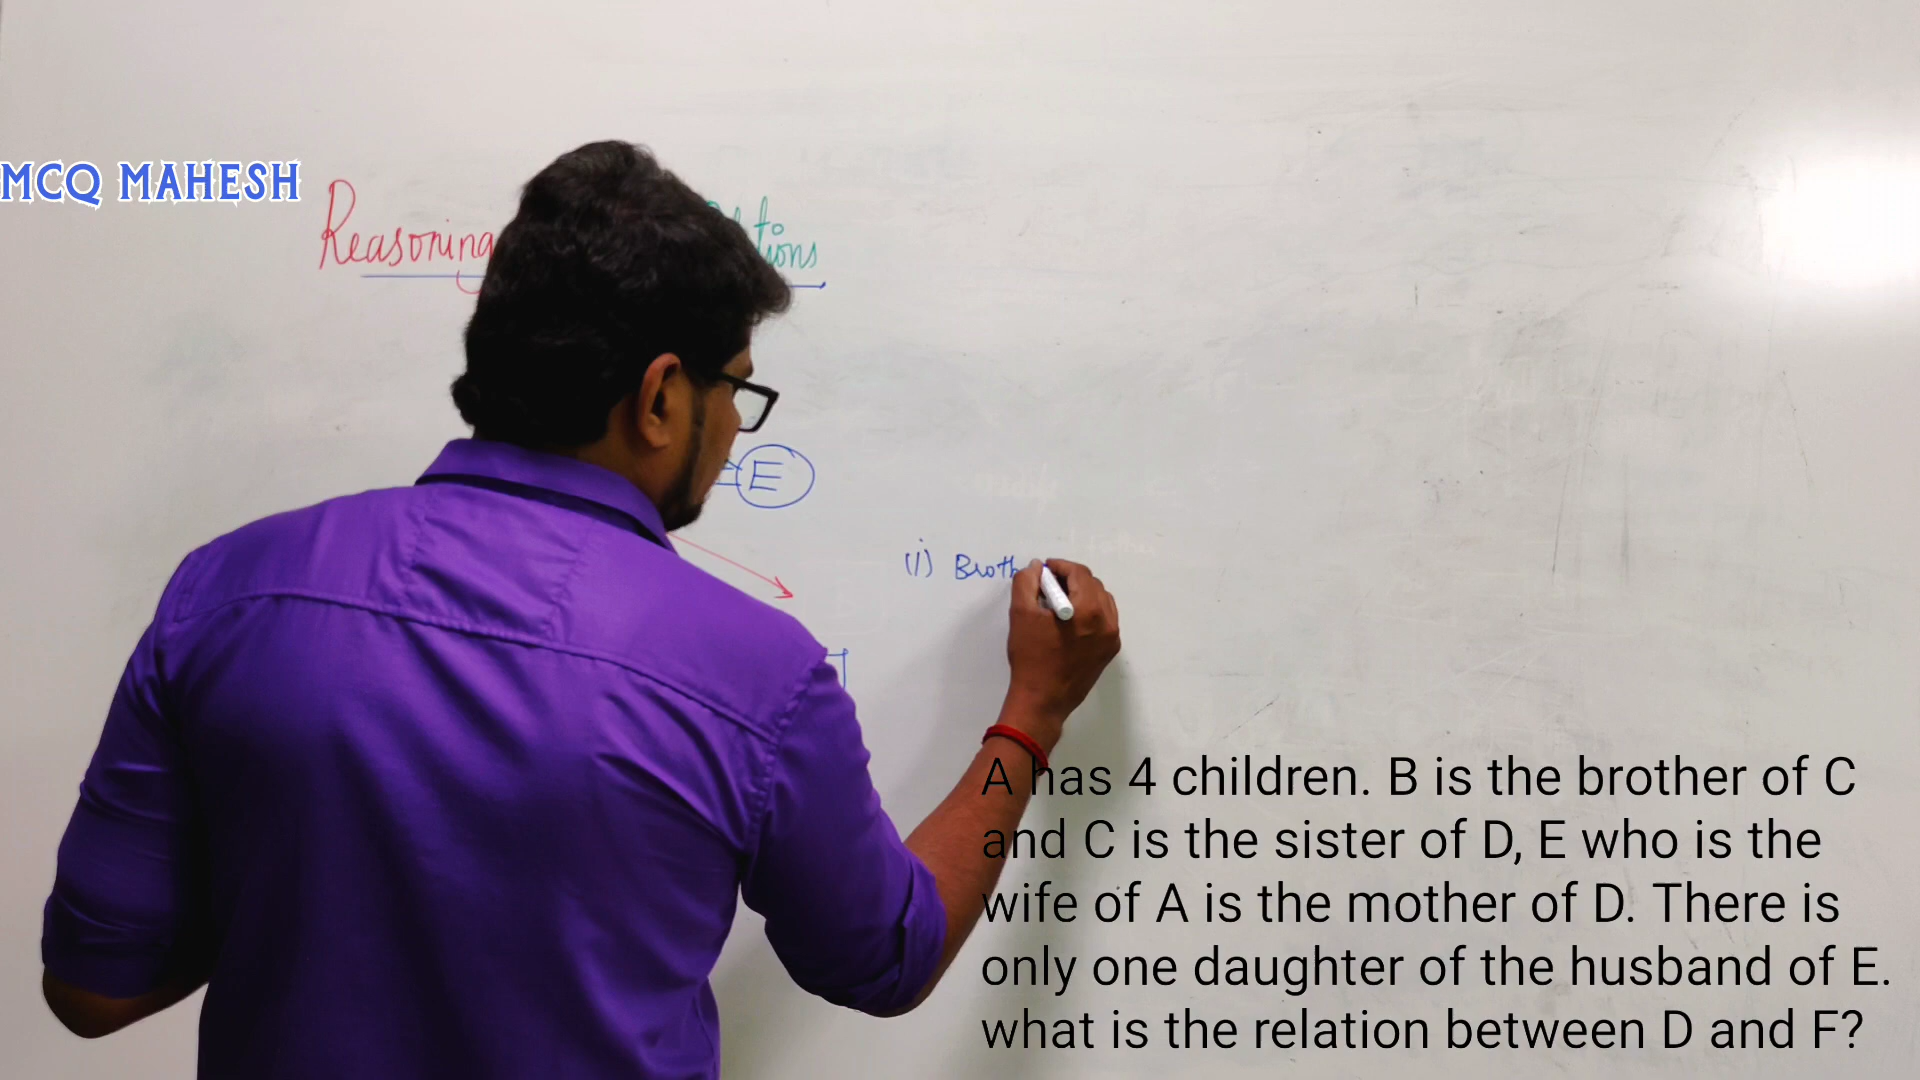 MCQ MAHESH
Reasoning
E
(i) Broth
A has 4 children. B is the brother of C
and C is the sister of D, E who is the
wife of A is the mother of D. There is
only one daughter of the husband of E.
what is the relation between D and F?